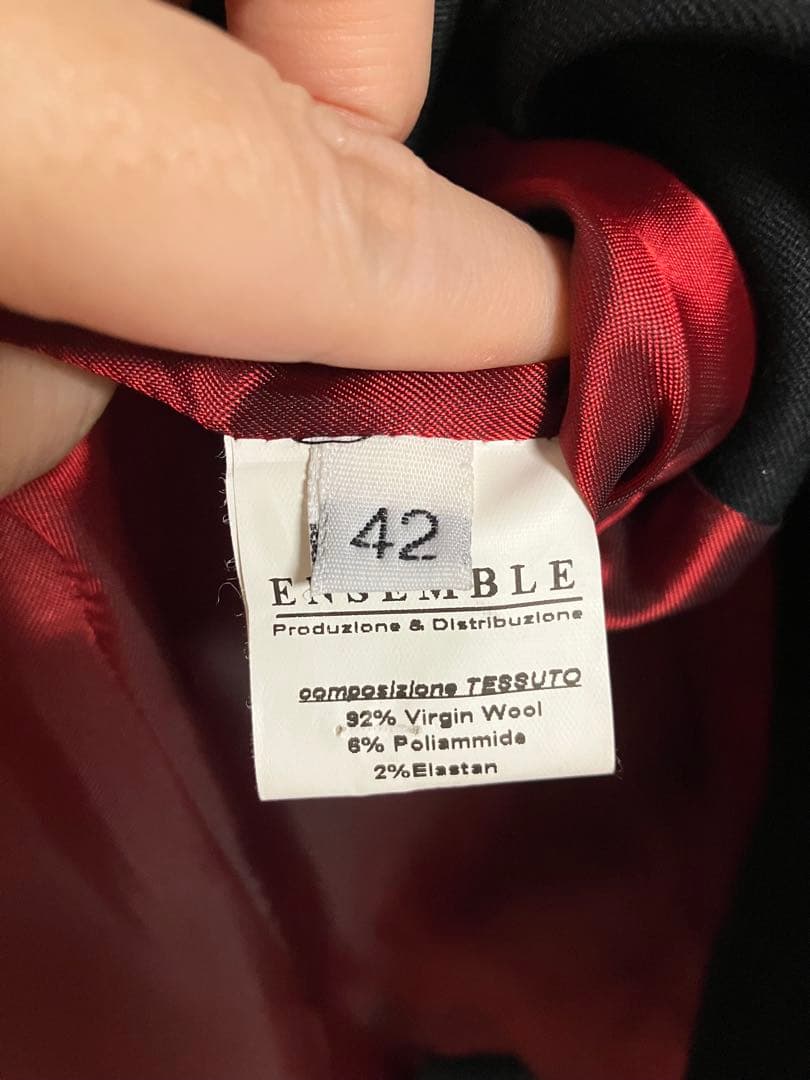 42
ENSEMBLE
Produzione & Distribuzione
composizione TESSUTO
92% Virgin Wool
6% Poliammide
2%Elastan